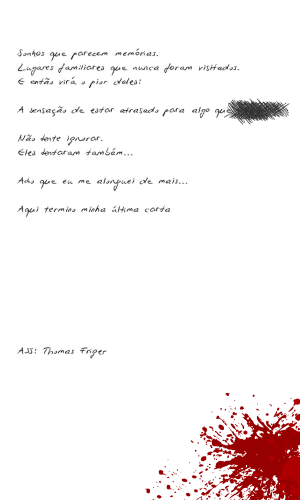 Sonhos que parecem memórias.
Lugares familiares que nunca foram visitados.
E então virá o pior deles:
A sensação de estar atrasado para algo que
Não tente ignorar.
Eles tentaram também...
Acho que eu me alonguei de mais...
Aqui termino minha última carta
Ass: Thomas Friger